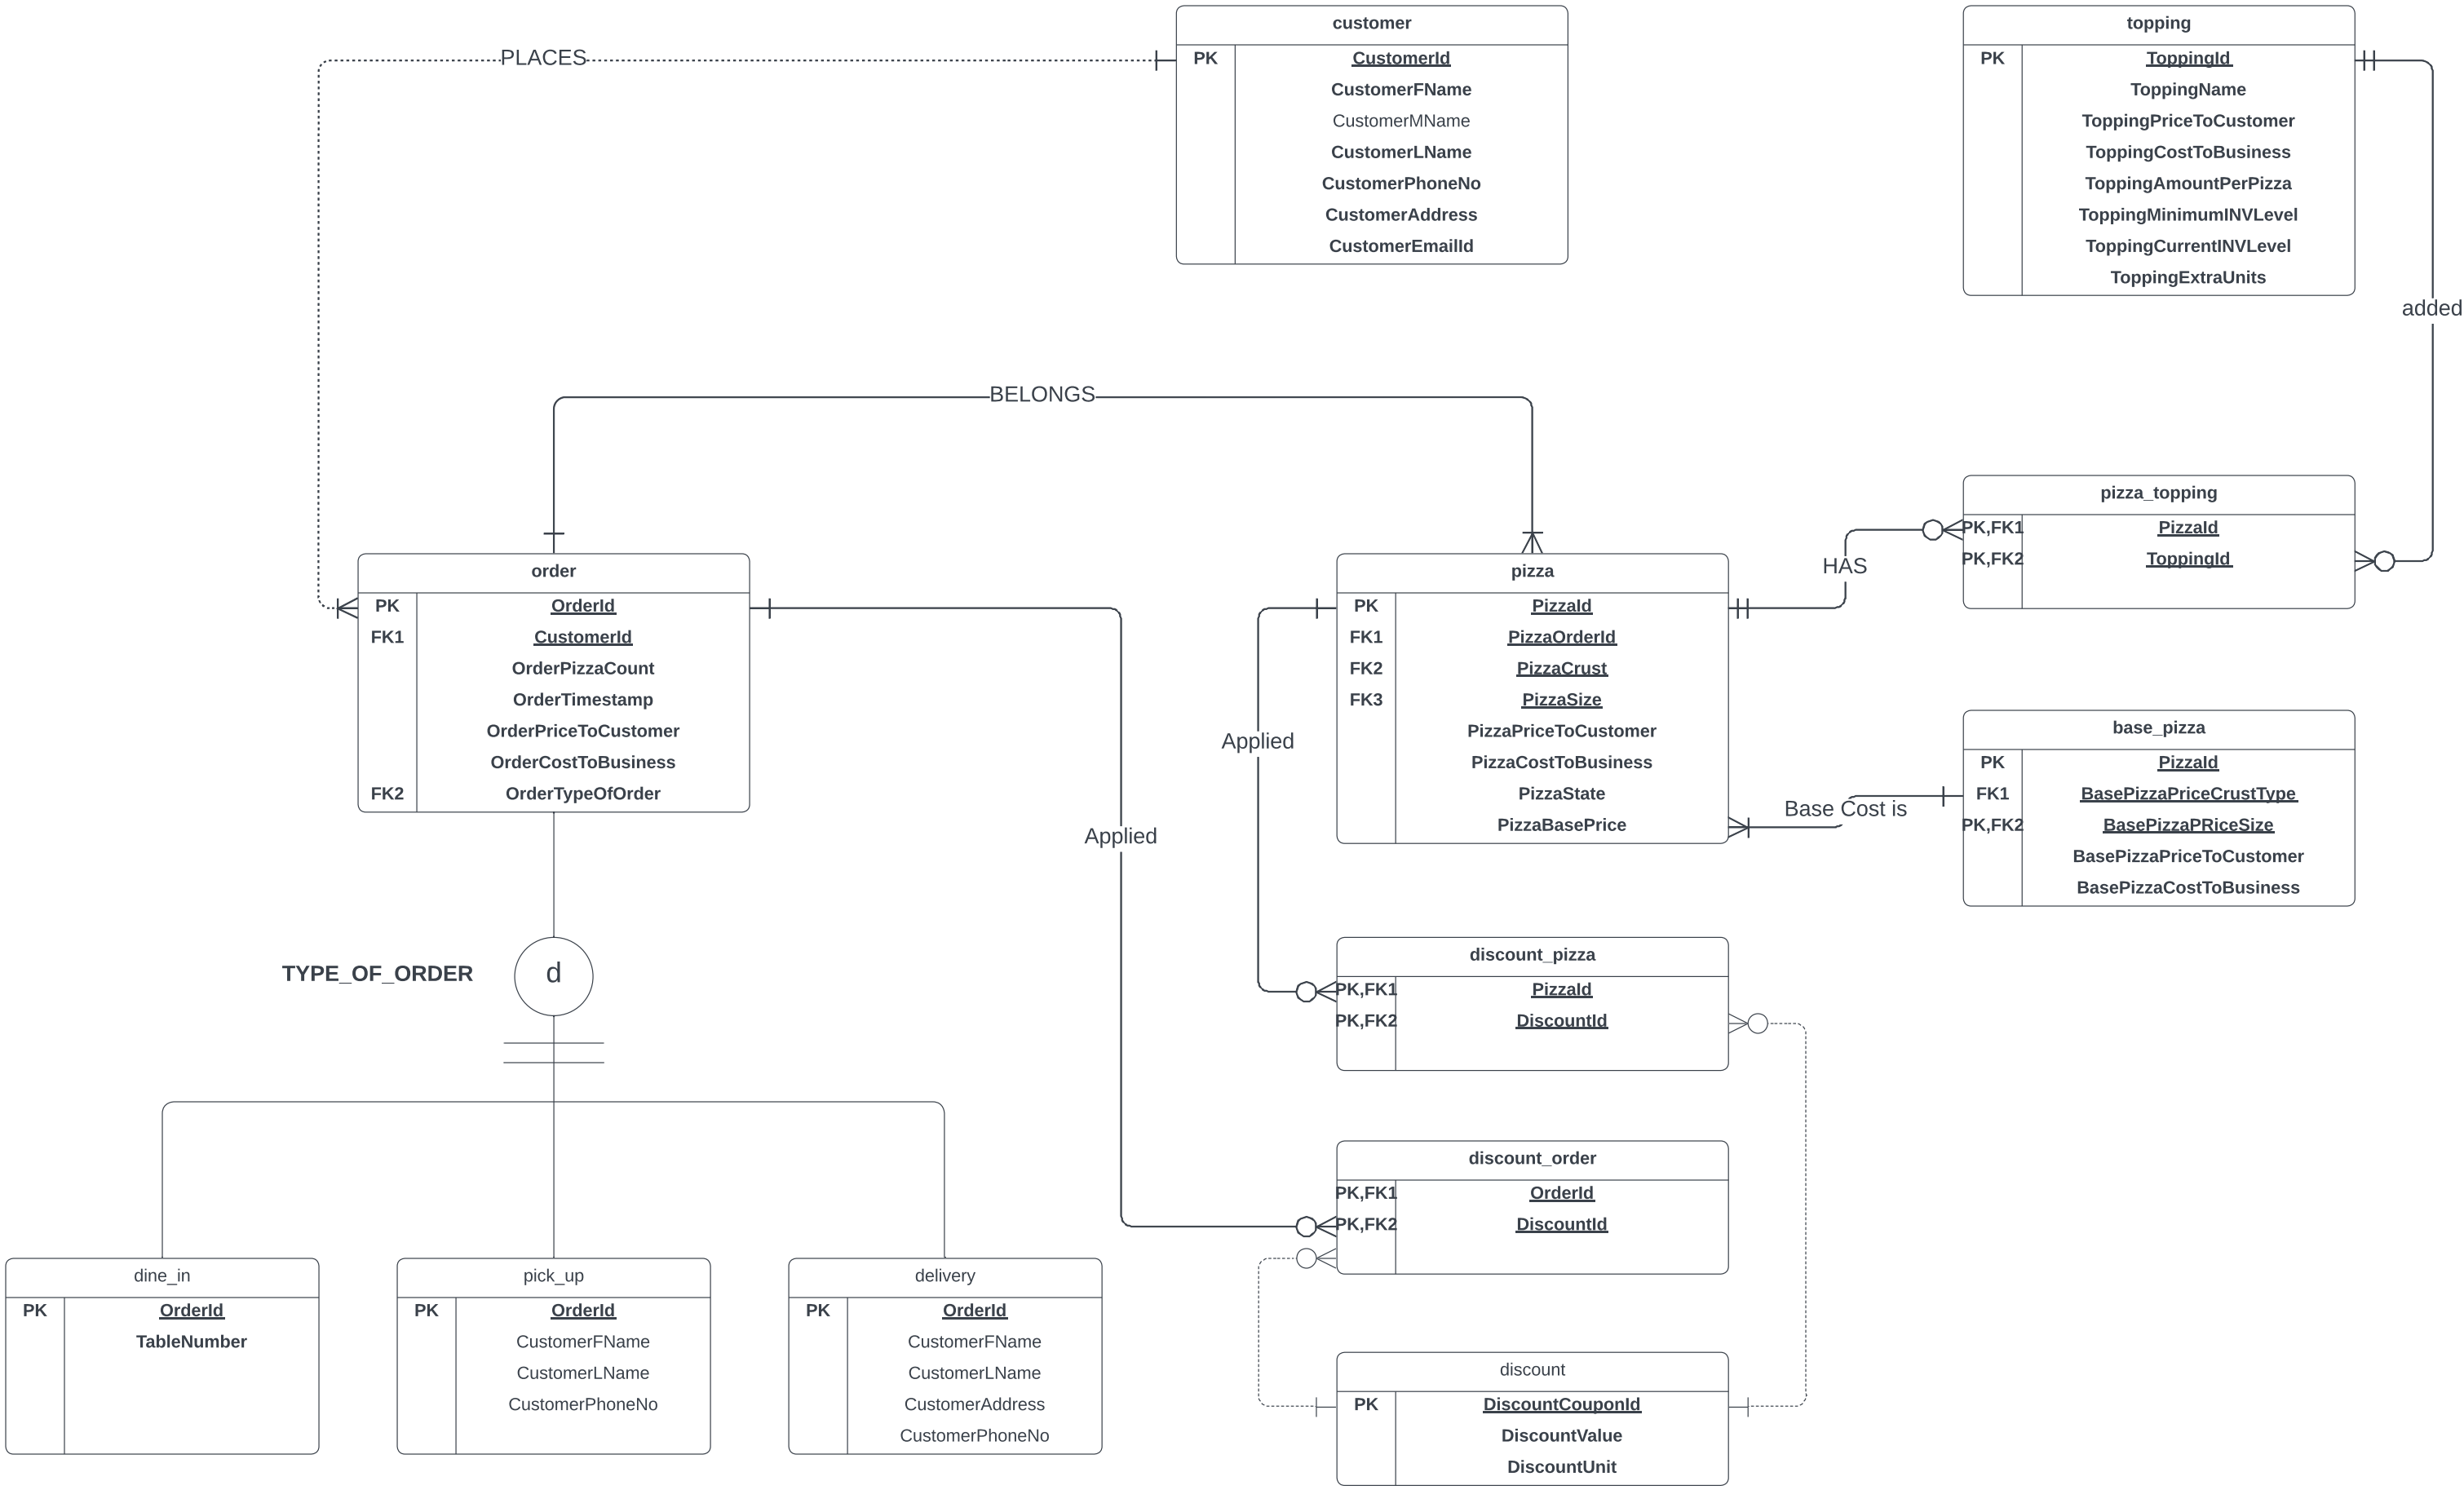 customer
PK CustomerId
CustomerFName
CustomerMName
CustomerLName
CustomerPhoneNo
CustomerAddress
CustomerEmailId
topping
PK ToppingId
ToppingName
ToppingPriceToCustomer
ToppingCostToBusiness
ToppingAmountPerPizza
ToppingMinimumINVLevel
ToppingCurrentINVLevel
ToppingExtraUnits
PLACES
added
BELONGS
order
PK OrderId
FK1 CustomerId
OrderPizzaCount
OrderTimestamp
OrderPriceToCustomer
OrderCostToBusiness
FK2 OrderTypeOfOrder
pizza
PK PizzaId
FK1 PizzaOrderId
FK2 PizzaCrust
FK3 PizzaSize
PizzaPriceToCustomer
PizzaCostToBusiness
PizzaState
PizzaBasePrice
HAS
pizza_topping
PK,FK1 PizzaId
PK,FK2 ToppingId
Applied
Applied
Base Cost is
base_pizza
PK PizzaId
FK1 BasePizzaPriceCrustType
PK,FK2 BasePizzaPRiceSize
BasePizzaPriceToCustomer
BasePizzaCostToBusiness
TYPE_OF_ORDER
d
discount_pizza
PK,FK1 PizzaId
PK,FK2 DiscountId
discount_order
PK,FK1 OrderId
PK,FK2 DiscountId
dine_in
PK OrderId
TableNumber
pick_up
PK OrderId
CustomerFName
CustomerLName
CustomerPhoneNo
delivery
PK OrderId
CustomerFName
CustomerLName
CustomerAddress
CustomerPhoneNo
discount
PK DiscountCouponId
DiscountValue
DiscountUnit